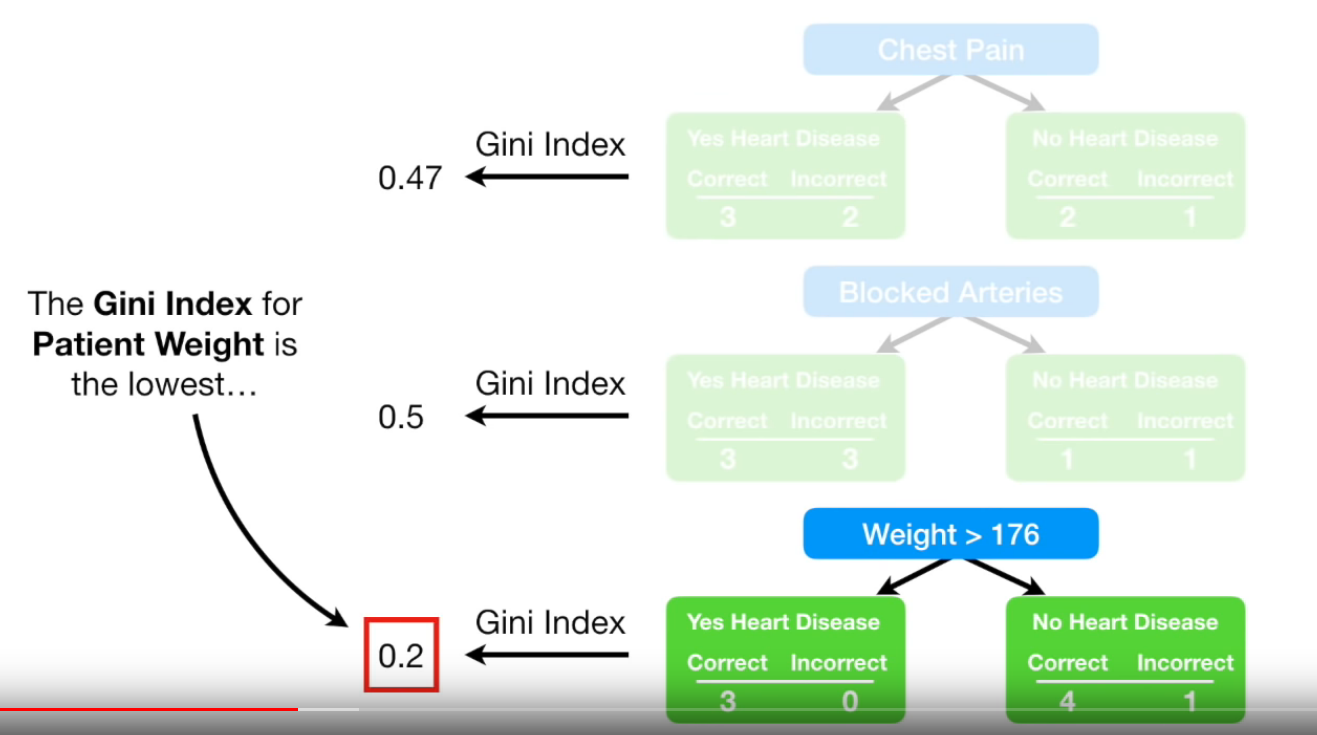 Chest Pain
Gini Index
0.47
Yes Heart Disease
Correct Incorrect
3 2
No Heart Disease
Correct Incorrect
2 1
The Gini Index for
Patient Weight is
the lowest…
Blocked Arteries
Gini Index
0.5
Yes Heart Disease
Correct Incorrect
3 3
No Heart Disease
Correct Incorrect
1 1
Weight > 176
Gini Index
0.2
Yes Heart Disease
Correct Incorrect
3 0
No Heart Disease
Correct Incorrect
4 1